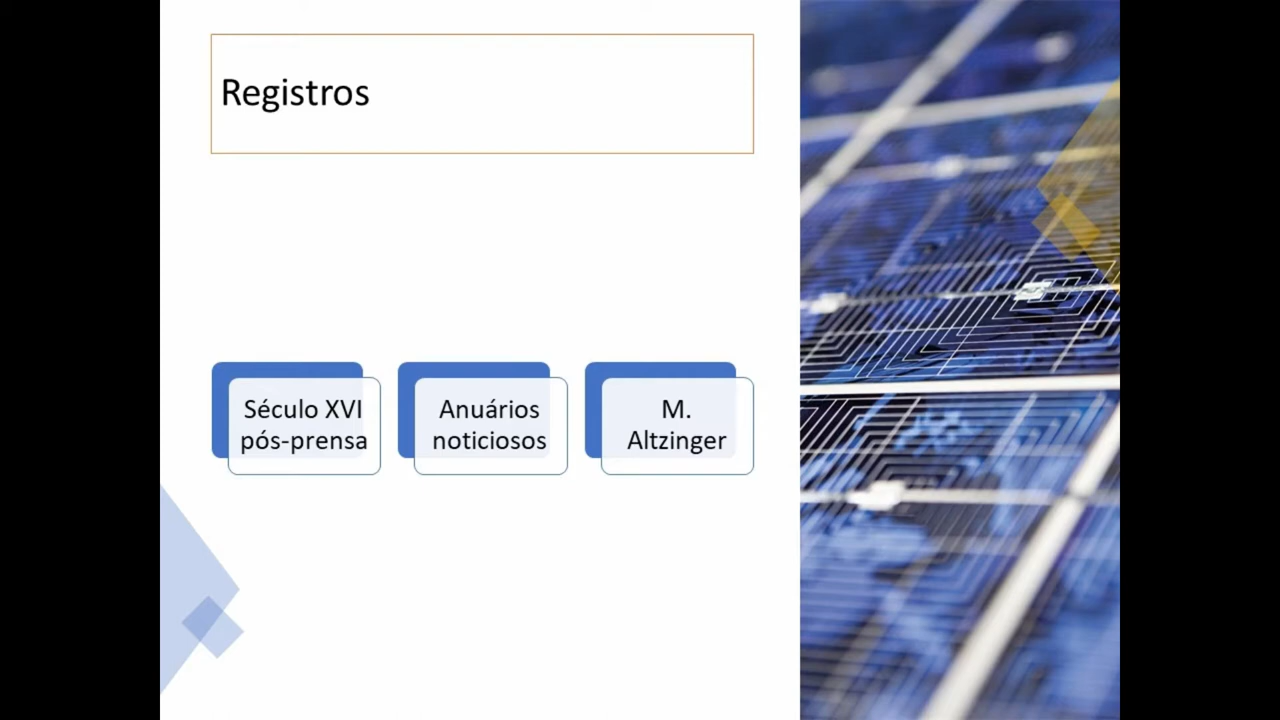 Registros
Século XVI
pós-prensa
Anuários
noticiosos
M.
Altzinger